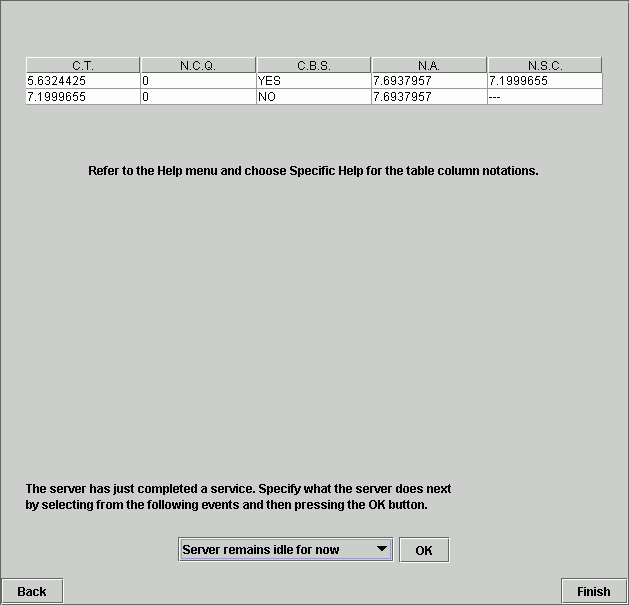 C.T. N.C.Q. C.B.S. N.A. N.S.C.
5.6324425 0 YES 7.6937957 7.1999655
7.1999655 0 NO 7.6937957 ---
Refer to the Help menu and choose Specific Help for the table column notations.
The server has just completed a service. Specify what the server does next
by selecting from the following events and then pressing the OK button.
Server remains idle for now OK
Back Finish